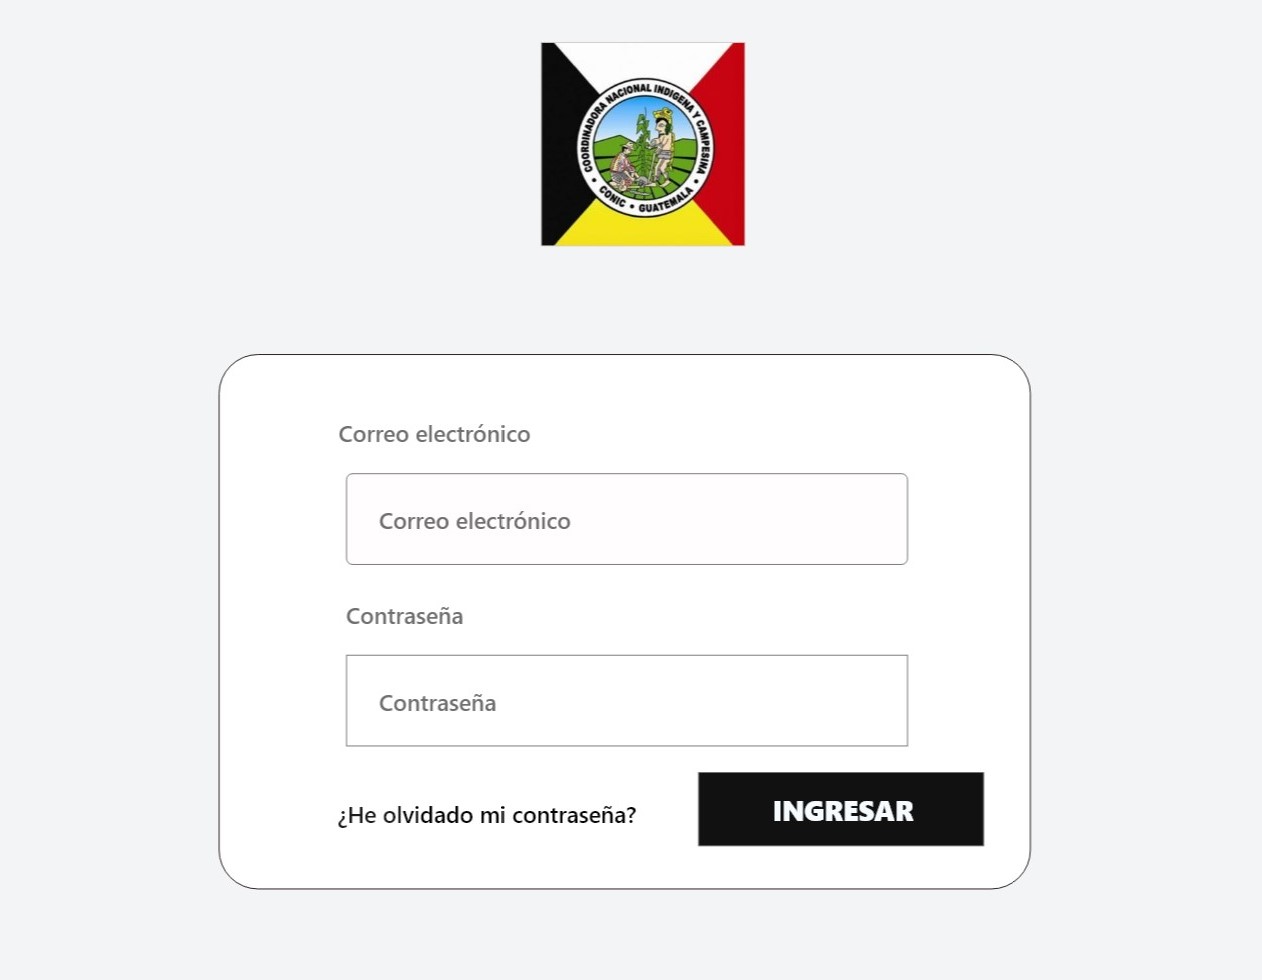 COORDINADORA NACIONAL INDIGENA Y CAMPESINA
• CONIC • GUATEMALA •
Correo electrónico
Correo electrónico
Contraseña
Contraseña
¿He olvidado mi contraseña?
INGRESAR